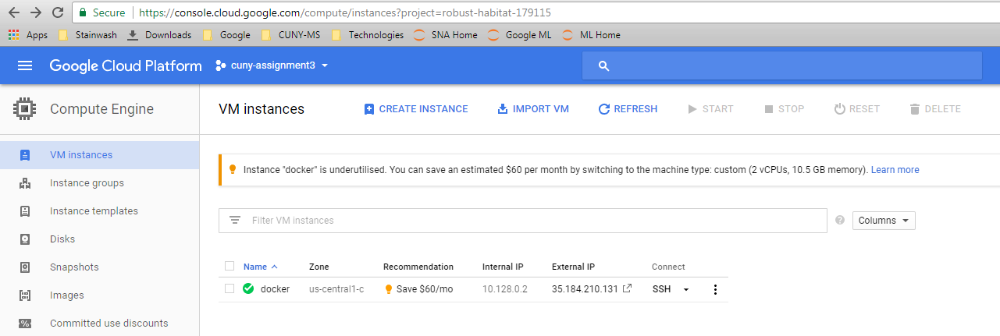 Secure https://console.cloud.google.com/compute/instances?project=robust-habitat-179115
Apps Stainwash Downloads Google CUNY-MS Technologies SNA Home Google ML ML Home
Google Cloud Platform cuny-assignment3
Compute Engine VM instances CREATE INSTANCE IMPORT VM REFRESH START STOP RESET DELETE
VM instances
Instance groups
Instance templates
Disks
Snapshots
Images
Committed use discounts
Instance "docker" is underutilised. You can save an estimated $60 per month by switching to the machine type: custom (2 vCPUs, 10.5 GB memory). Learn more
Filter VM instances ? Columns
Name Zone Recommendation Internal IP External IP Connect
docker us-central1-c Save $60/mo 10.128.0.2 35.184.210.131 SSH